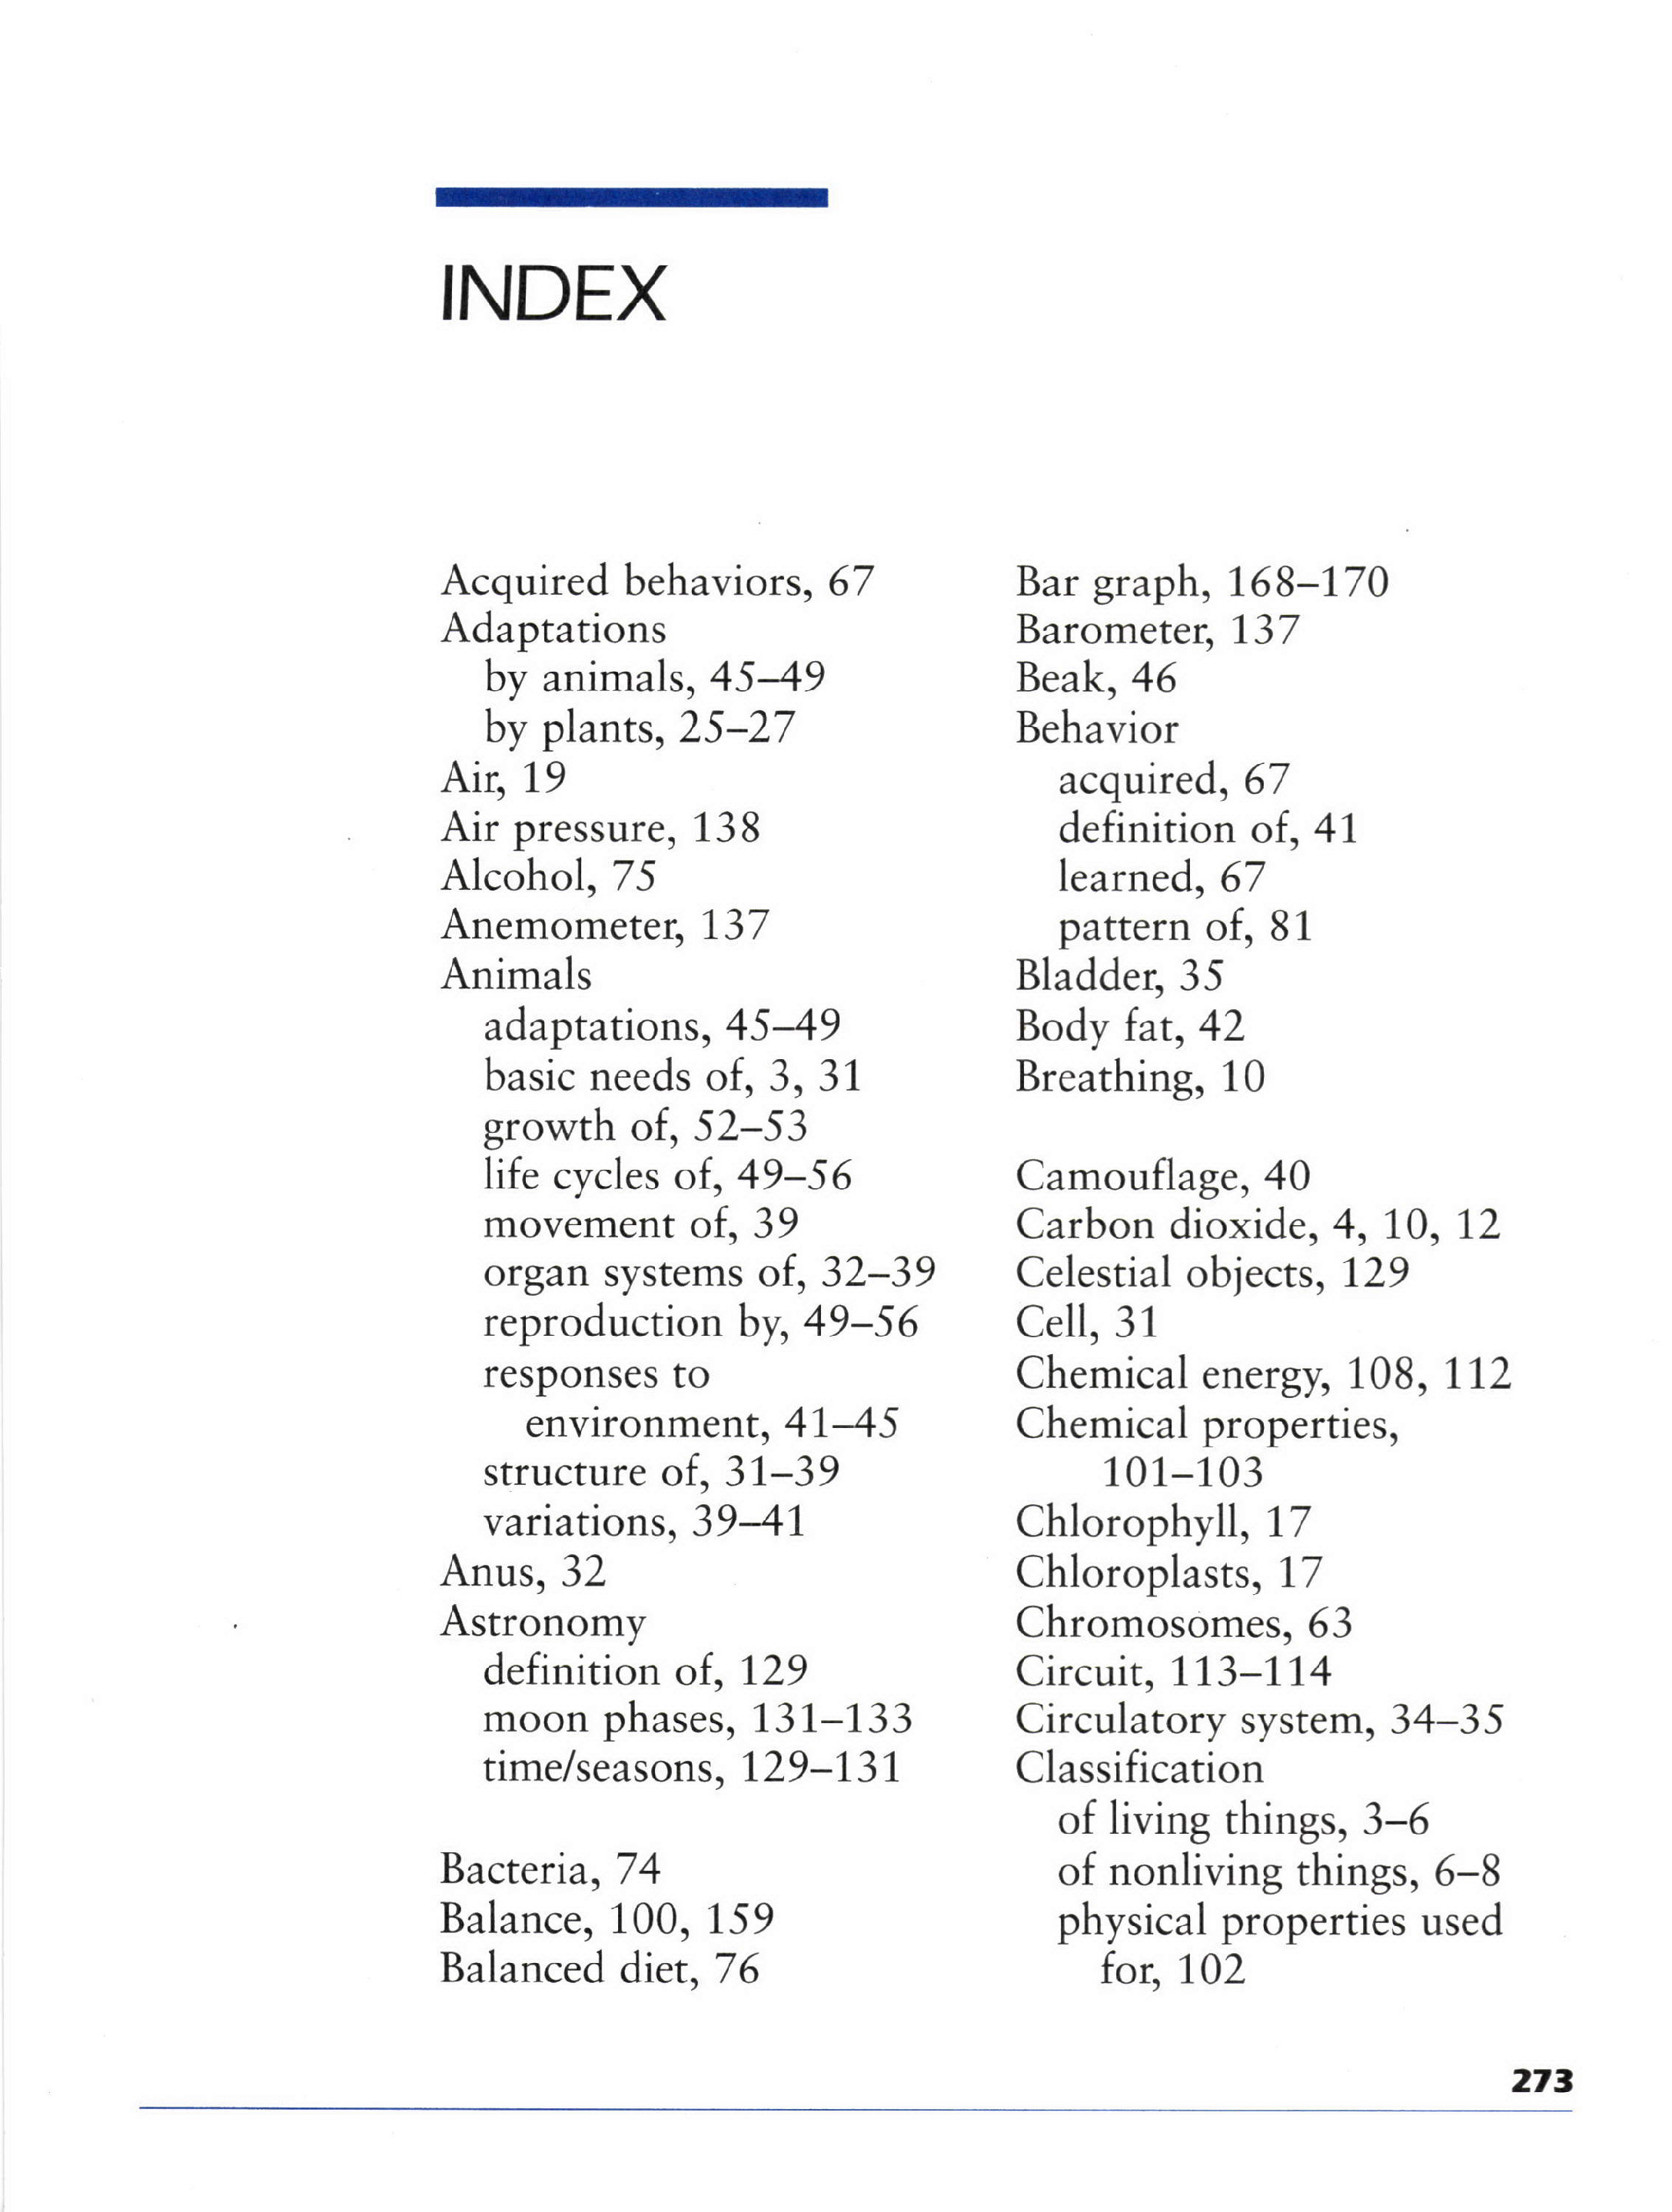 INDEX
Acquired behaviors, 67
Adaptations
by animals, 45–49
by plants, 25–27
Air, 19
Air pressure, 138
Alcohol, 75
Anemometer, 137
Animals
adaptations, 45–49
basic needs of, 3, 31
growth of, 52–53
life cycles of, 49–56
movement of, 39
organ systems of, 32–39
reproduction by, 49–56
responses to
environment, 41–45
structure of, 31–39
variations, 39–41
Anus, 32
Astronomy
definition of, 129
moon phases, 131–133
time/seasons, 129–131
Bacteria, 74
Balance, 100, 159
Balanced diet, 76
Bar graph, 168–170
Barometer, 137
Beak, 46
Behavior
acquired, 67
definition of, 41
learned, 67
pattern of, 81
Bladder, 35
Body fat, 42
Breathing, 10
Camouflage, 40
Carbon dioxide, 4, 10, 12
Celestial objects, 129
Cell, 31
Chemical energy, 108, 112
Chemical properties,
101–103
Chlorophyll, 17
Chloroplasts, 17
Chromosomes, 63
Circuit, 113–114
Circulatory system, 34–35
Classification
of living things, 3–6
of nonliving things, 6–8
physical properties used
for, 102
273